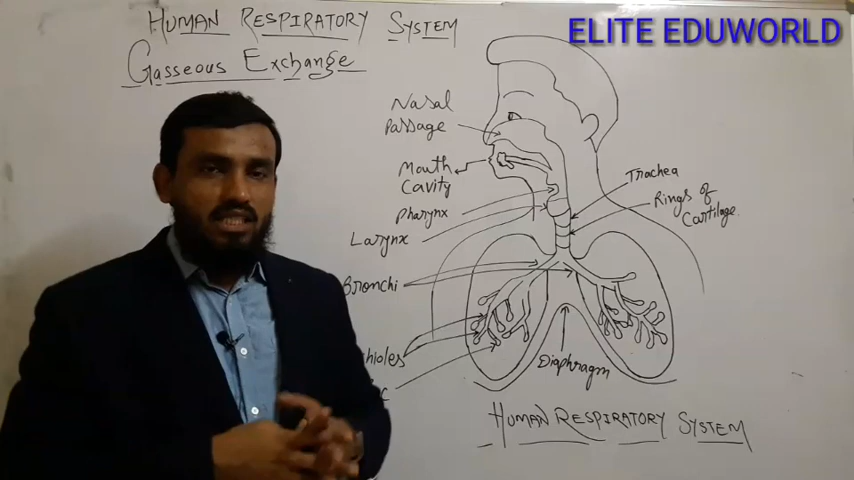 HUMAN RESPIRATORY SYSTEM
ELITE EDUWORLD
Gasseous Exchange
Nasal
Passage
Mouth
Cavity
Pharynx
Larynx
Bronchi
Trachea
Rings of
Cartilage
Diaphragm
HUMAN RESPIRATORY SYSTEM